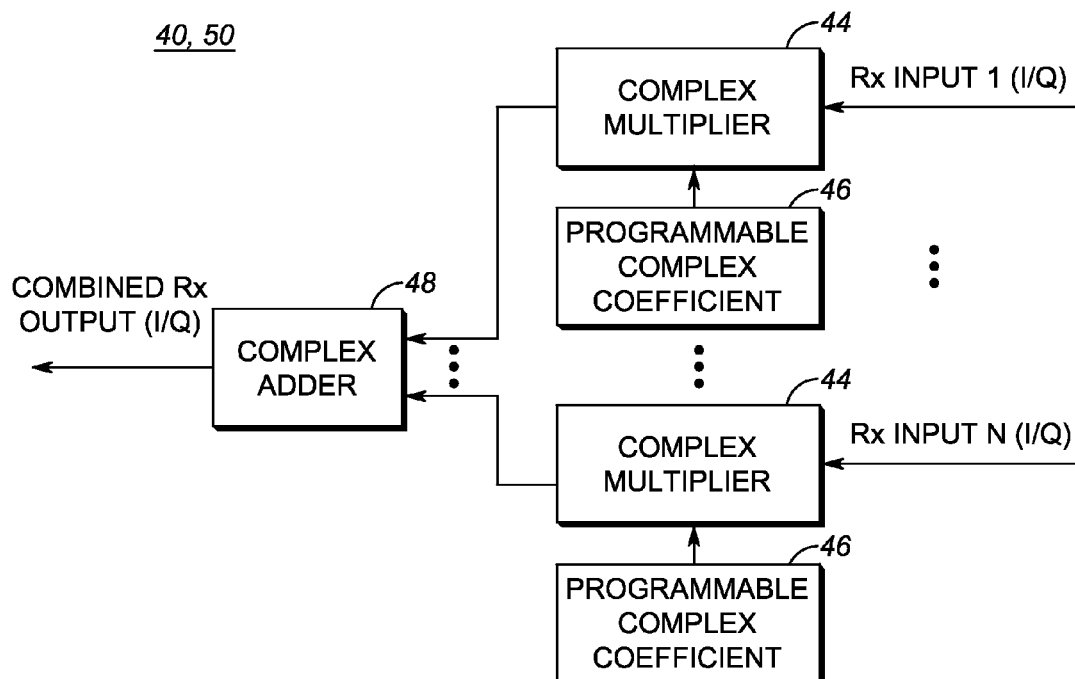 40, 50
44
COMPLEX
MULTIPLIER
Rx INPUT 1 (I/Q)
46
PROGRAMMABLE
COMPLEX
COEFFICIENT
COMBINED Rx
OUTPUT (I/Q)
48
COMPLEX
ADDER
44
COMPLEX
MULTIPLIER
Rx INPUT N (I/Q)
46
PROGRAMMABLE
COMPLEX
COEFFICIENT